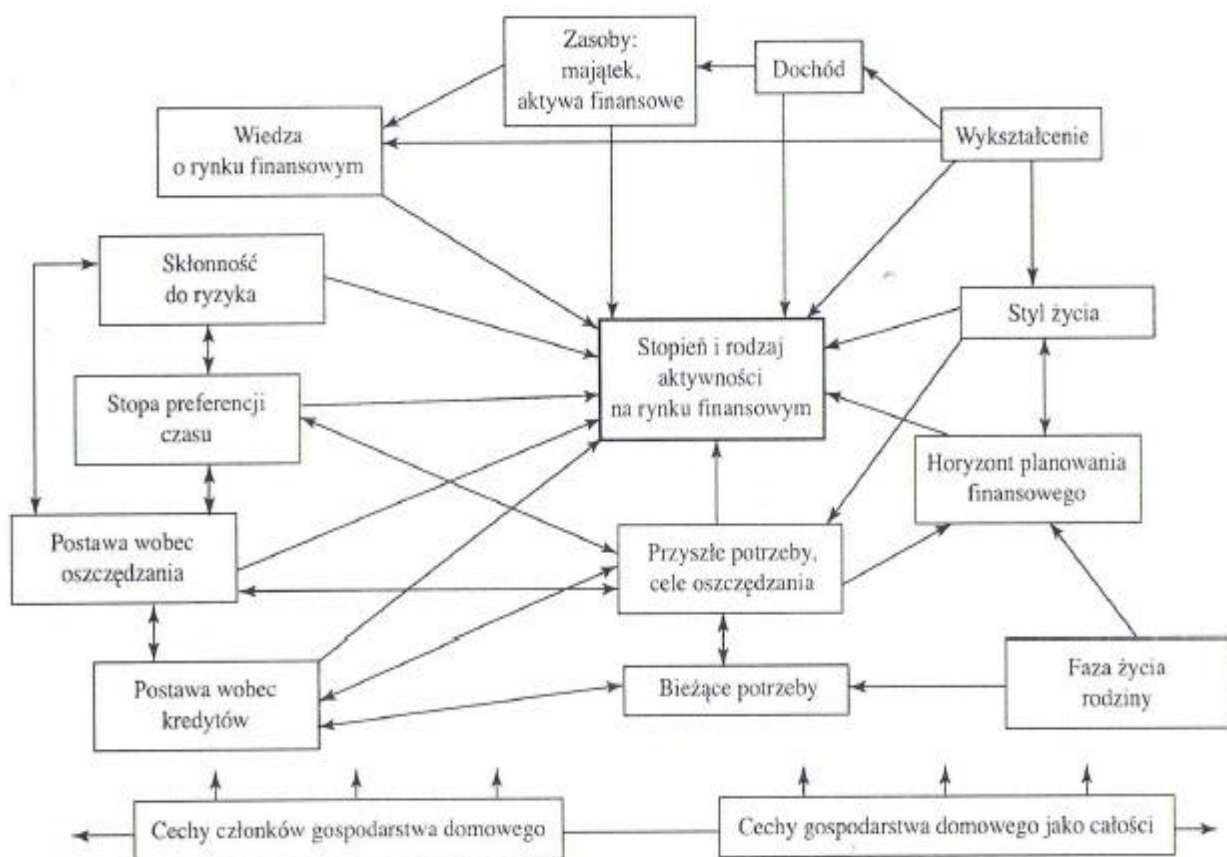 Zasoby:
majątek,
aktywa finansowe
Dochód
Wiedza
o rynku finansowym
Wykształcenie
Skłonność
do ryzyka
Styl życia
Stopień i rodzaj
aktywności
na rynku finansowym
Stopa preferencji
czasu
Horyzont planowania
finansowego
Postawa wobec
oszczędzania
Przyszłe potrzeby,
cele oszczędzania
Postawa wobec
kredytów
Bieżące potrzeby
Faza życia
rodziny
Cechy członków gospodarstwa domowego
Cechy gospodarstwa domowego jako całości